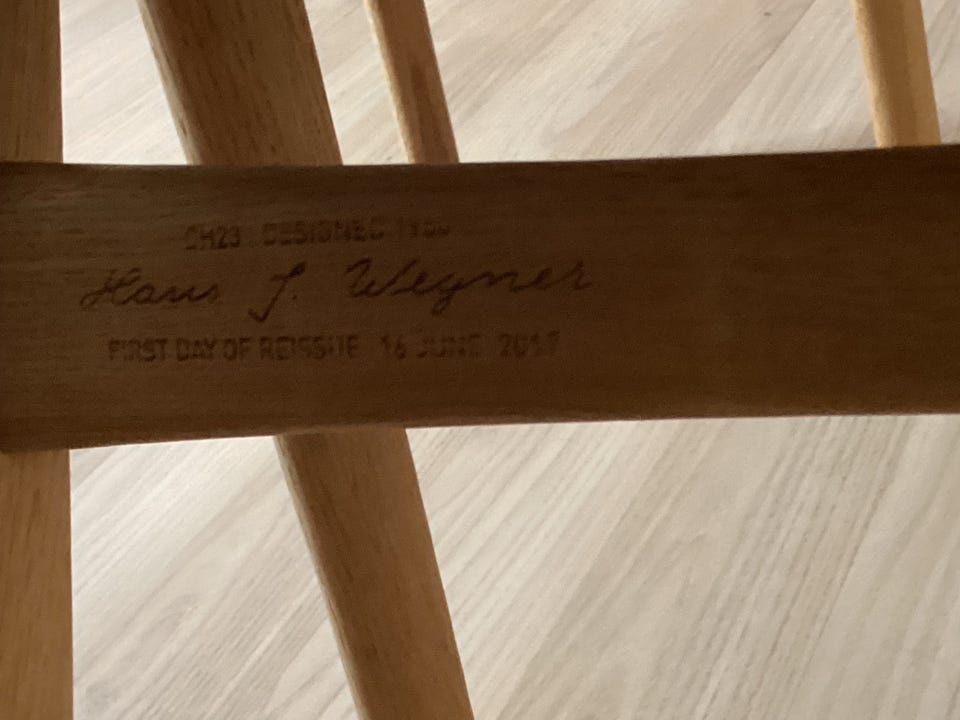 CH23 DESIGNED
Hans J. Wegner
FIRST DAY OF REISSUE 16 JUNE 2017